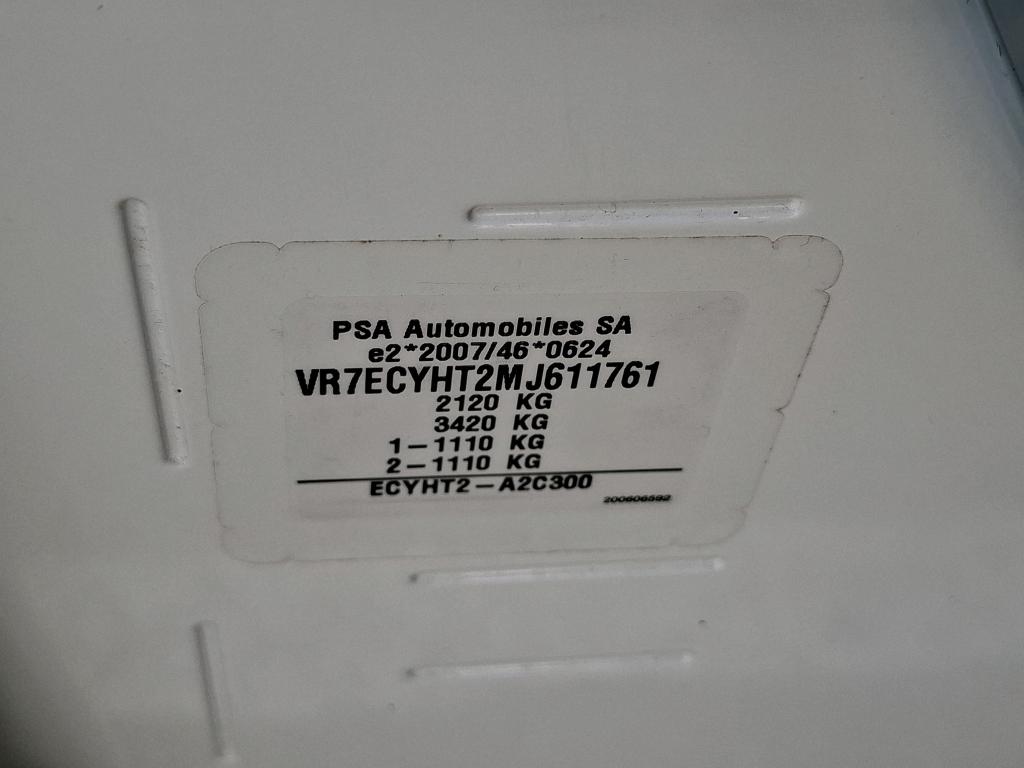 PSA Automobiles SA
e2*2007/46*0624
VR7ECYHT2MJ611761
2120 KG
3420 KG
1-1110 KG
2-1110 KG
ECYHT2-A2C300
200606592